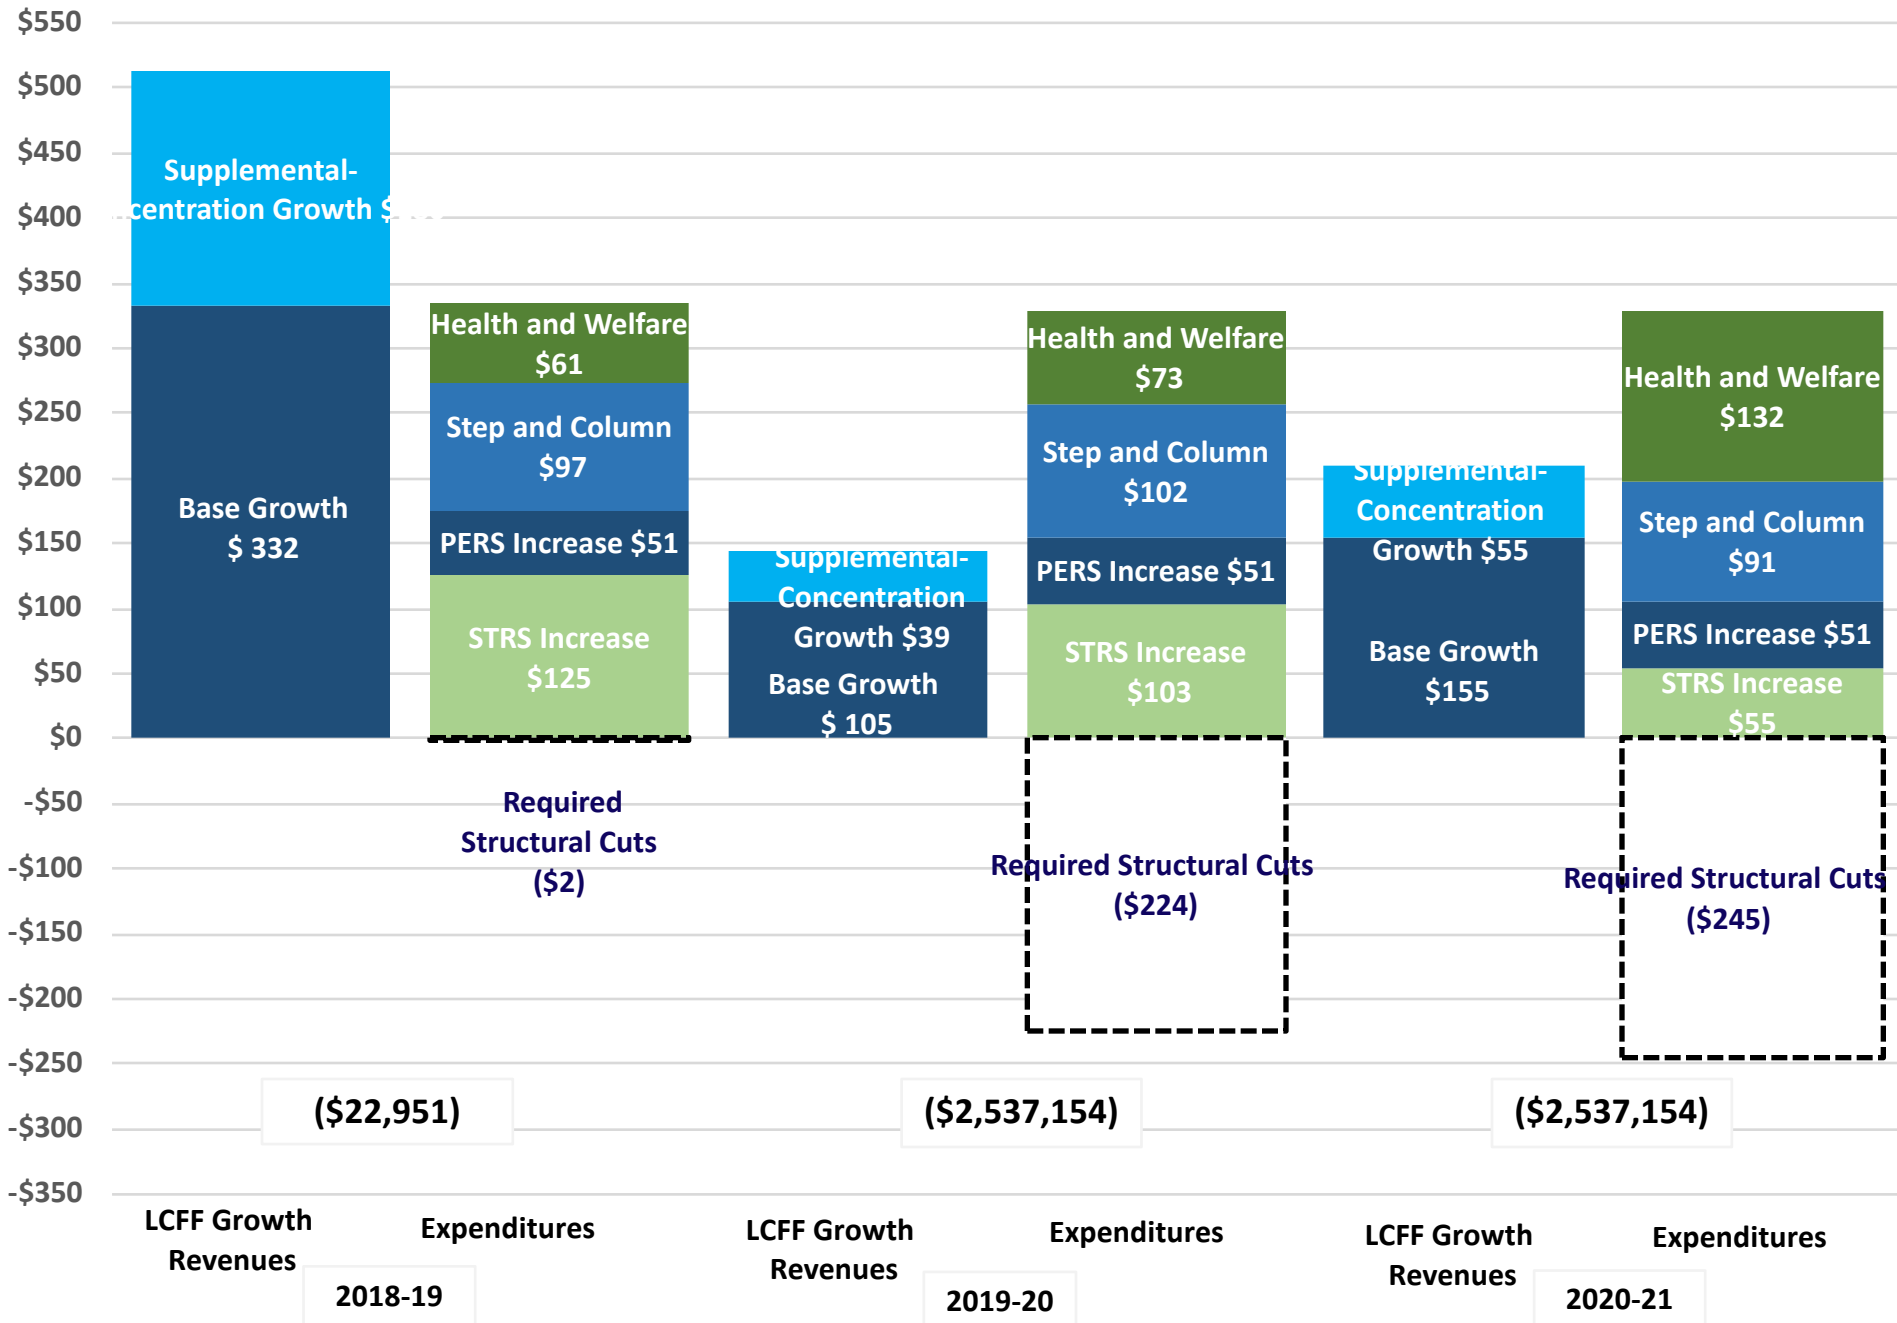 $550
$500
$450
$400
$350
$300
$250
$200
$150
$100
$50
$0
-$50
-$100
-$150
-$200
-$250
-$300
-$350
Supplemental-
Growth
Base Growth
$ 332
Health and Welfare
$61
Step and Column
$97
PERS Increase $51
STRS Increase
$125
Required
Structural Cuts
($2)
Supplemental-
Concentration
Growth $39
Base Growth
$ 105
Health and Welfare
$73
Step and Column
$102
PERS Increase $51
STRS Increase
$103
Required Structural Cuts
($224)
Supplemental-
Concentration
Growth $55
Base Growth
$155
Health and Welfare
$132
Step and Column
$91
PERS Increase $51
STRS Increase
$55
Required Structural Cuts
($245)
($22,951)
($2,537,154)
($2,537,154)
LCFF Growth
Revenues
Expenditures
LCFF Growth
Revenues
Expenditures
LCFF Growth
Revenues
Expenditures
2018-19
2019-20
2020-21